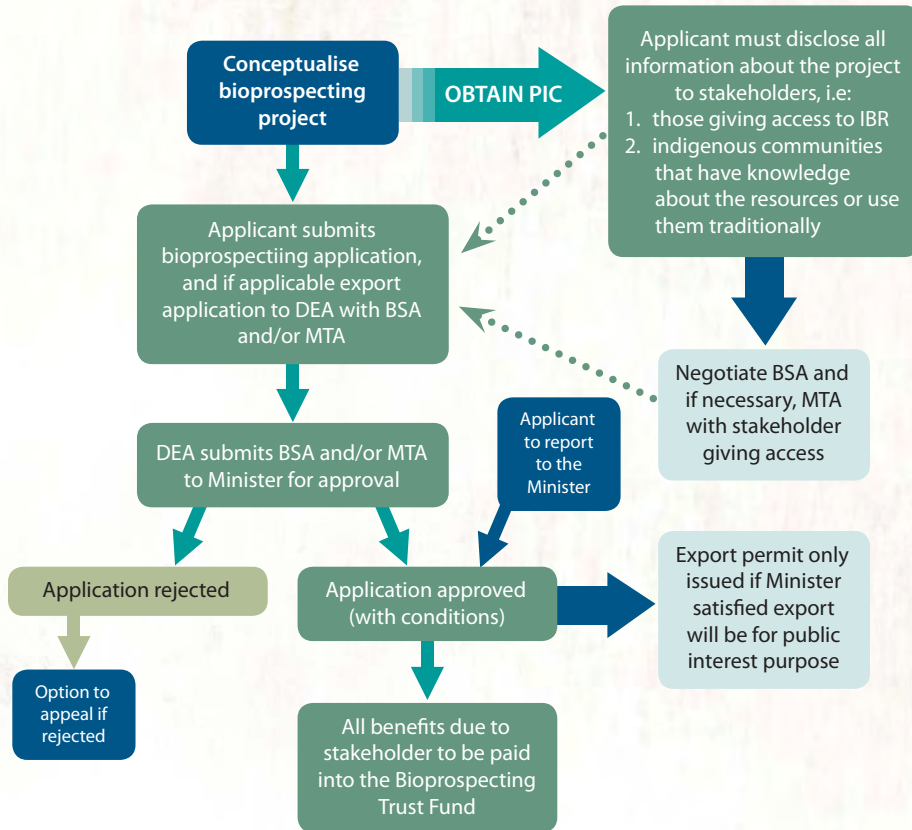 Conceptualise
bioprospecting
project
OBTAIN PIC
Applicant must disclose all
information about the project
to stakeholders, i.e:
1. those giving access to IBR
2. indigenous communities
that have knowledge
about the resources or use
them traditionally
Applicant submits
bioprospectiing application,
and if applicable export
application to DEA with BSA
and/or MTA
Negotiate BSA and
if necessary, MTA
with stakeholder
giving access
Applicant
to report
to the
Minister
DEA submits BSA and/or MTA
to Minister for approval
Application rejected
Application approved
(with conditions)
Export permit only
issued if Minister
satisfied export
will be for public
interest purpose
Option to
appeal if
rejected
All benefits due to
stakeholder to be paid
into the Bioprospecting
Trust Fund